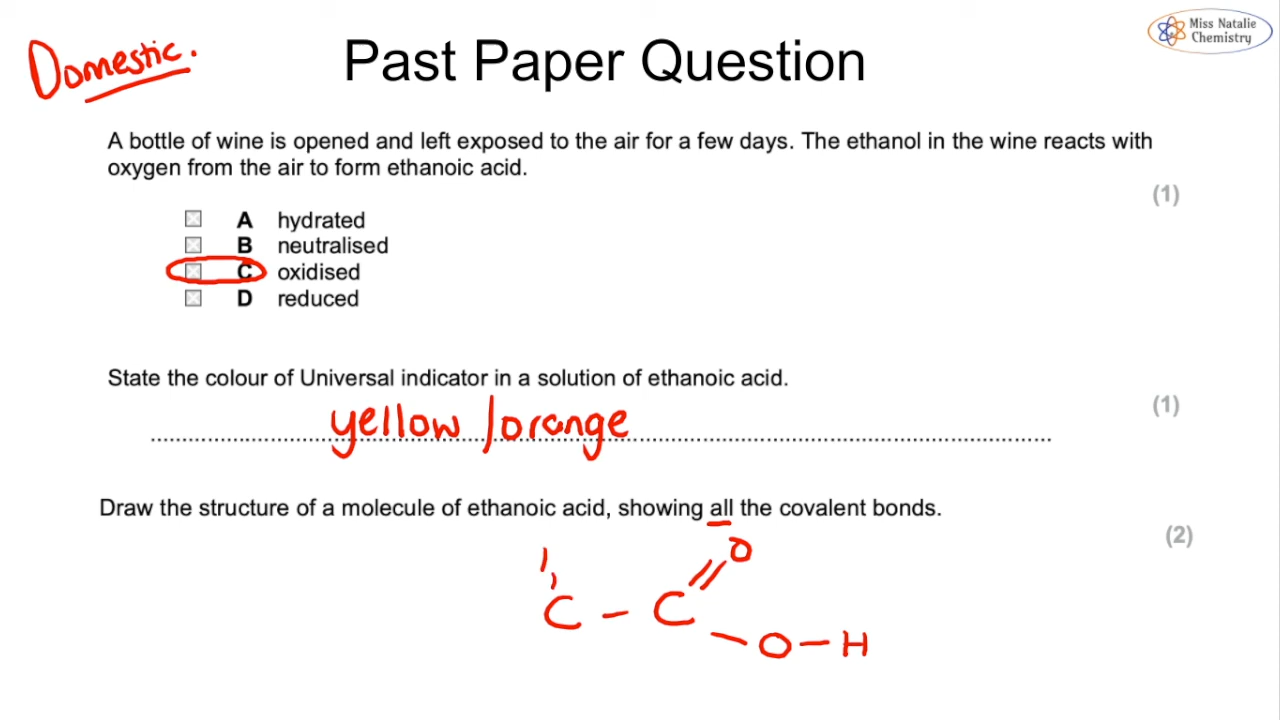 Domestic.
Past Paper Question
Miss Natalie
Chemistry
A bottle of wine is opened and left exposed to the air for a few days. The ethanol in the wine reacts with
oxygen from the air to form ethanoic acid.
(1)
A hydrated
B neutralised
C oxidised
D reduced
State the colour of Universal indicator in a solution of ethanoic acid.
(1)
yellow / orange
Draw the structure of a molecule of ethanoic acid, showing all the covalent bonds.
(2)
O
C - C
O - H